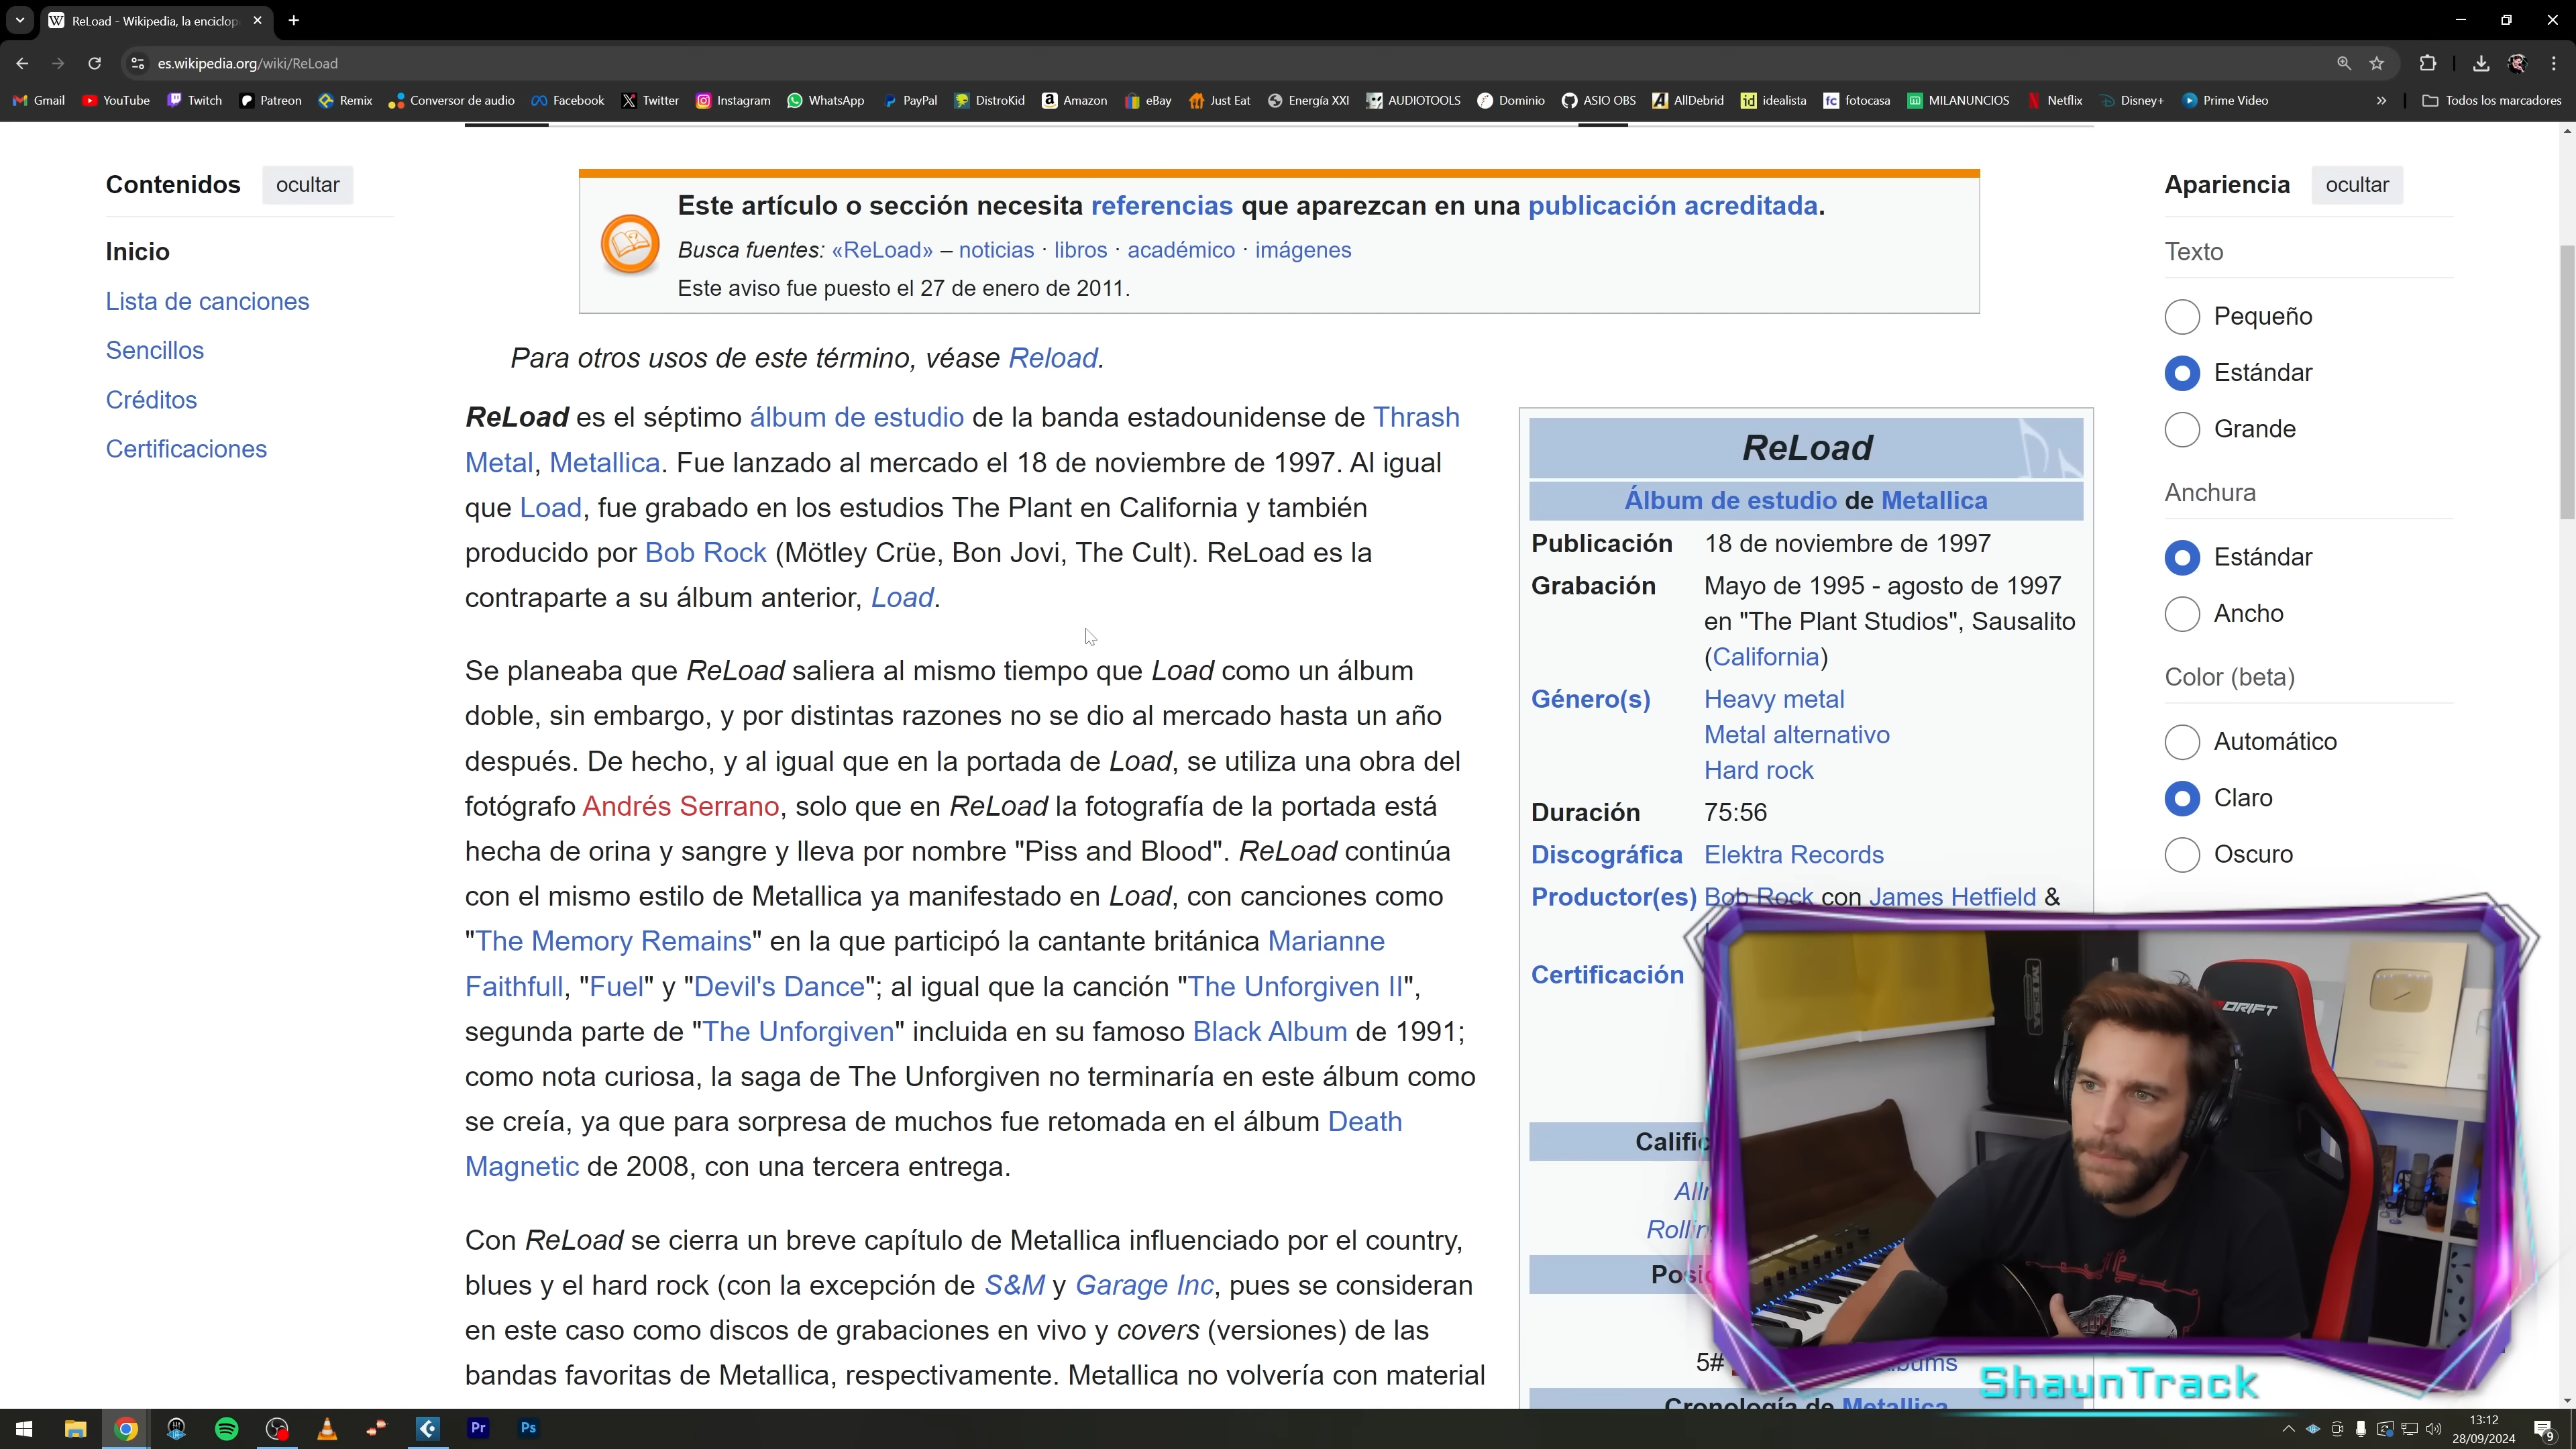 ReLoad - Wikipedia, la enciclop
es.wikipedia.org/wiki/ReLoad
Gmail YouTube Twitch Patreon Remix Conversor de audio Facebook Twitter Instagram WhatsApp PayPal DistroKid Amazon eBay Just Eat Energía XXI AUDIOTOOLS Dominio ASIO OBS AllDebrid idealista fotocasa MILANUNCIOS Netflix Disney+ Prime Video » Todos los marcadores
Contenidos ocultar
Inicio
Lista de canciones
Sencillos
Créditos
Certificaciones
Este artículo o sección necesita referencias que aparezcan en una publicación acreditada.
Busca fuentes: «ReLoad» – noticias · libros · académico · imágenes
Este aviso fue puesto el 27 de enero de 2011.
Para otros usos de este término, véase Reload.
ReLoad es el séptimo álbum de estudio de la banda estadounidense de Thrash
Metal, Metallica. Fue lanzado al mercado el 18 de noviembre de 1997. Al igual
que Load, fue grabado en los estudios The Plant en California y también
producido por Bob Rock (Mötley Crüe, Bon Jovi, The Cult). ReLoad es la
contraparte a su álbum anterior, Load.
Se planeaba que ReLoad saliera al mismo tiempo que Load como un álbum
doble, sin embargo, y por distintas razones no se dio al mercado hasta un año
después. De hecho, y al igual que en la portada de Load, se utiliza una obra del
fotógrafo Andrés Serrano, solo que en ReLoad la fotografía de la portada está
hecha de orina y sangre y lleva por nombre "Piss and Blood". ReLoad continúa
con el mismo estilo de Metallica ya manifestado en Load, con canciones como
"The Memory Remains" en la que participó la cantante británica Marianne
Faithfull, "Fuel" y "Devil's Dance"; al igual que la canción "The Unforgiven II",
segunda parte de "The Unforgiven" incluida en su famoso Black Album de 1991;
como nota curiosa, la saga de The Unforgiven no terminaría en este álbum como
se creía, ya que para sorpresa de muchos fue retomada en el álbum Death
Magnetic de 2008, con una tercera entrega.
Con ReLoad se cierra un breve capítulo de Metallica influenciado por el country,
blues y el hard rock (con la excepción de S&M y Garage Inc, pues se consideran
en este caso como discos de grabaciones en vivo y covers (versiones) de las
bandas favoritas de Metallica, respectivamente. Metallica no volvería con material
ReLoad
Álbum de estudio de Metallica
Publicación 18 de noviembre de 1997
Grabación Mayo de 1995 - agosto de 1997
en "The Plant Studios", Sausalito
(California)
Género(s) Heavy metal
Metal alternativo
Hard rock
Duración 75:56
Discográfica Elektra Records
Productor(es) Bob Rock con James Hetfield &
Certificación
Califi
All
Rollin
Posi
5#
Cronología de Metallica
Apariencia ocultar
Texto
Pequeño
Estándar
Grande
Anchura
Estándar
Ancho
Color (beta)
Automático
Claro
Oscuro
DRIFT
ShaunTrack
Pr Ps
13:12
28/09/2024
9